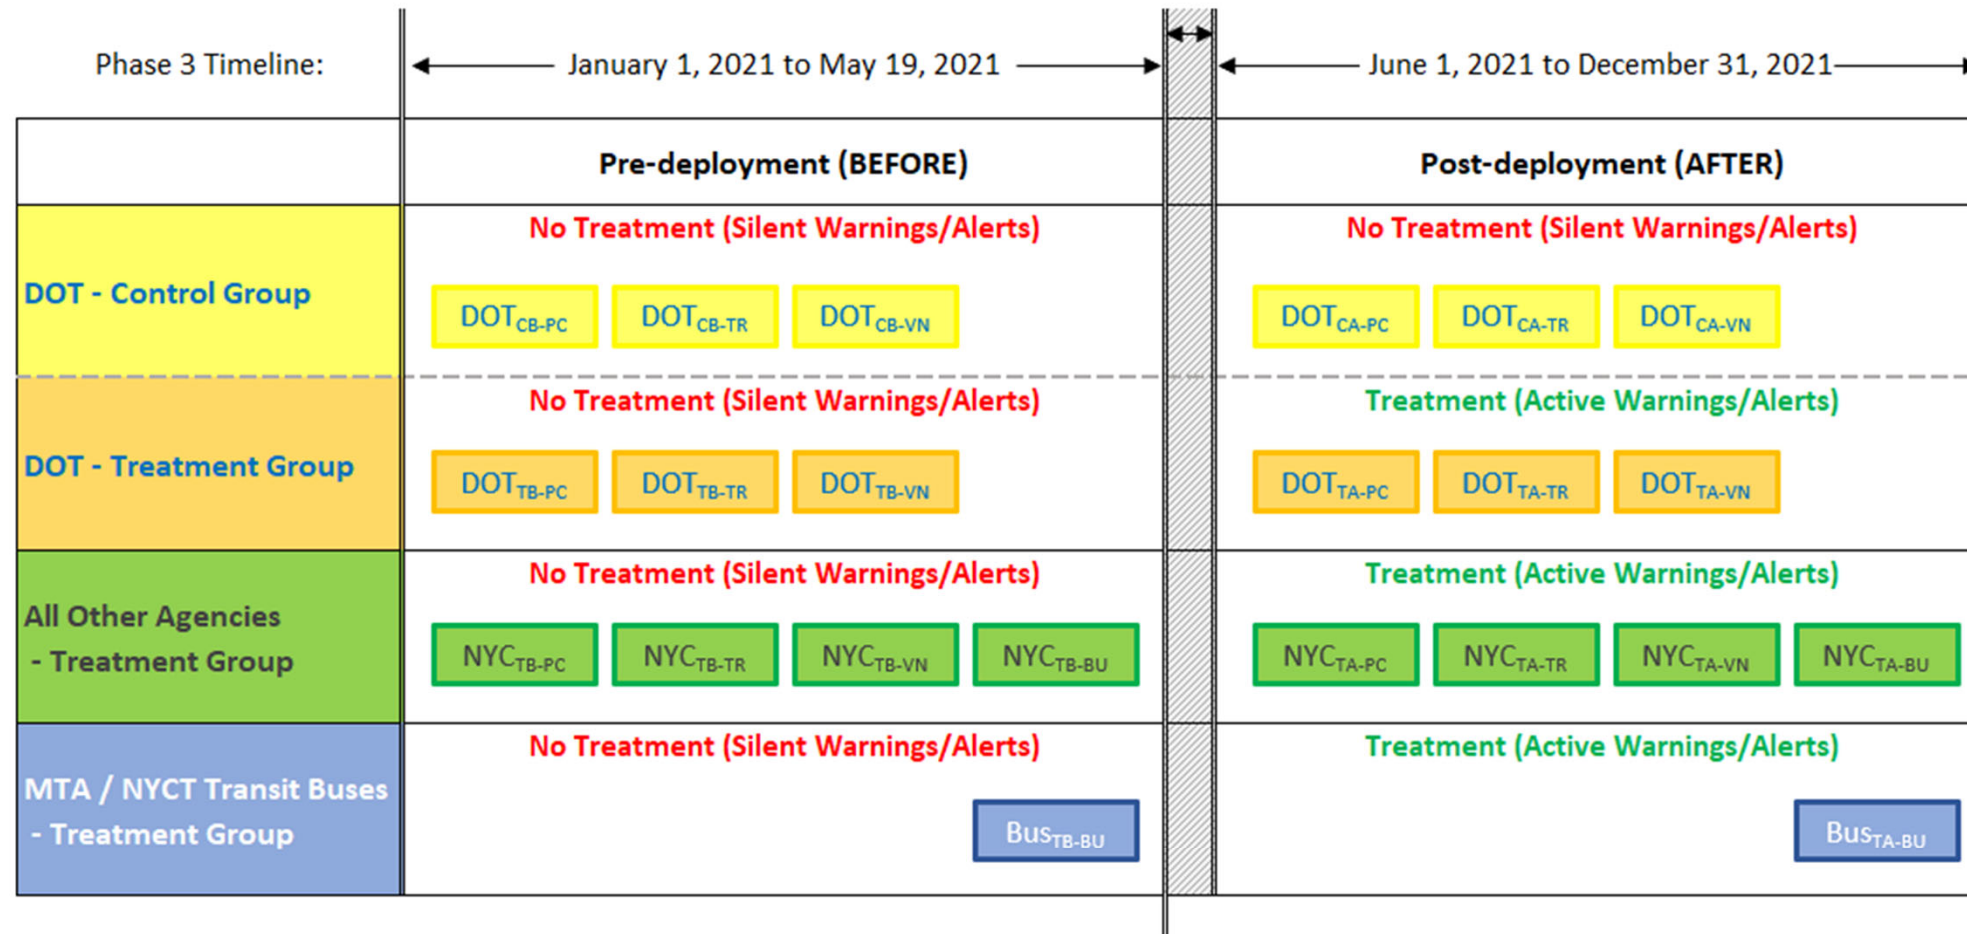 Phase 3 Timeline:
January 1, 2021 to May 19, 2021
June 1, 2021 to December 31, 2021
Pre-deployment (BEFORE)
Post-deployment (AFTER)
DOT - Control Group
No Treatment (Silent Warnings/Alerts)
DOTCB-PC DOTCB-TR DOTCB-VN
No Treatment (Silent Warnings/Alerts)
DOTCA-PC DOTCA-TR DOTCA-VN
DOT - Treatment Group
No Treatment (Silent Warnings/Alerts)
DOTTB-PC DOTTB-TR DOTTB-VN
Treatment (Active Warnings/Alerts)
DOTTA-PC DOTTA-TR DOTTA-VN
All Other Agencies
- Treatment Group
No Treatment (Silent Warnings/Alerts)
NYCTB-PC NYCTB-TR NYCTB-VN NYCTB-BU
Treatment (Active Warnings/Alerts)
NYCTA-PC NYCTA-TR NYCTA-VN NYCTA-BU
MTA / NYCT Transit Buses
- Treatment Group
No Treatment (Silent Warnings/Alerts)
BusTB-BU
Treatment (Active Warnings/Alerts)
BusTA-BU